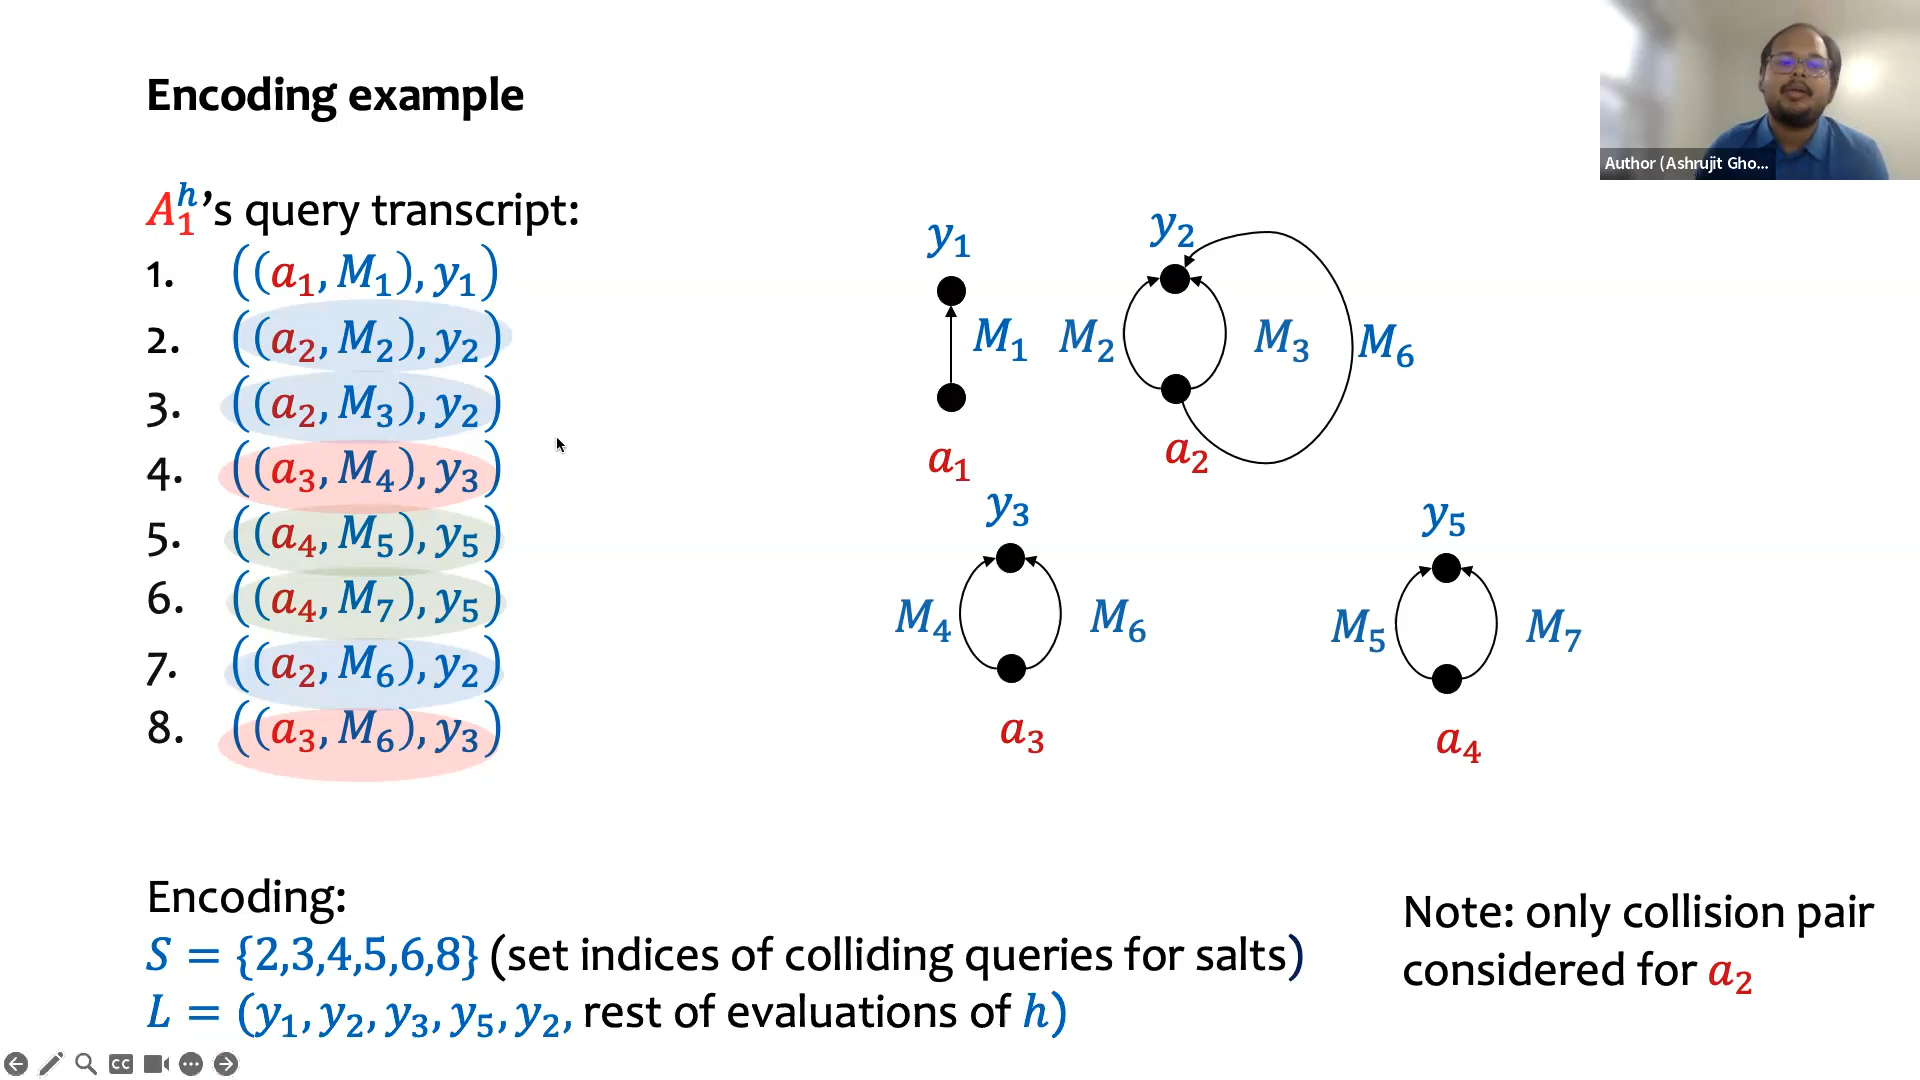 Encoding example
Author (Ashrujit Gho...
A₁ʰ's query transcript:
1. ((a₁, M₁), y₁)
2. ((a₂, M₂), y₂)
3. ((a₂, M₃), y₂)
4. ((a₃, M₄), y₃)
5. ((a₄, M₅), y₅)
6. ((a₄, M₇), y₅)
7. ((a₂, M₆), y₂)
8. ((a₃, M₆), y₃)
y₁
M₁
a₁
y₂
M₂
M₃
M₆
a₂
y₃
M₄
M₆
a₃
y₅
M₅
M₇
a₄
Encoding:
S = {2,3,4,5,6,8} (set indices of colliding queries for salts)
L = (y₁, y₂, y₃, y₅, y₂, rest of evaluations of h)
Note: only collision pair
considered for a₂
CC